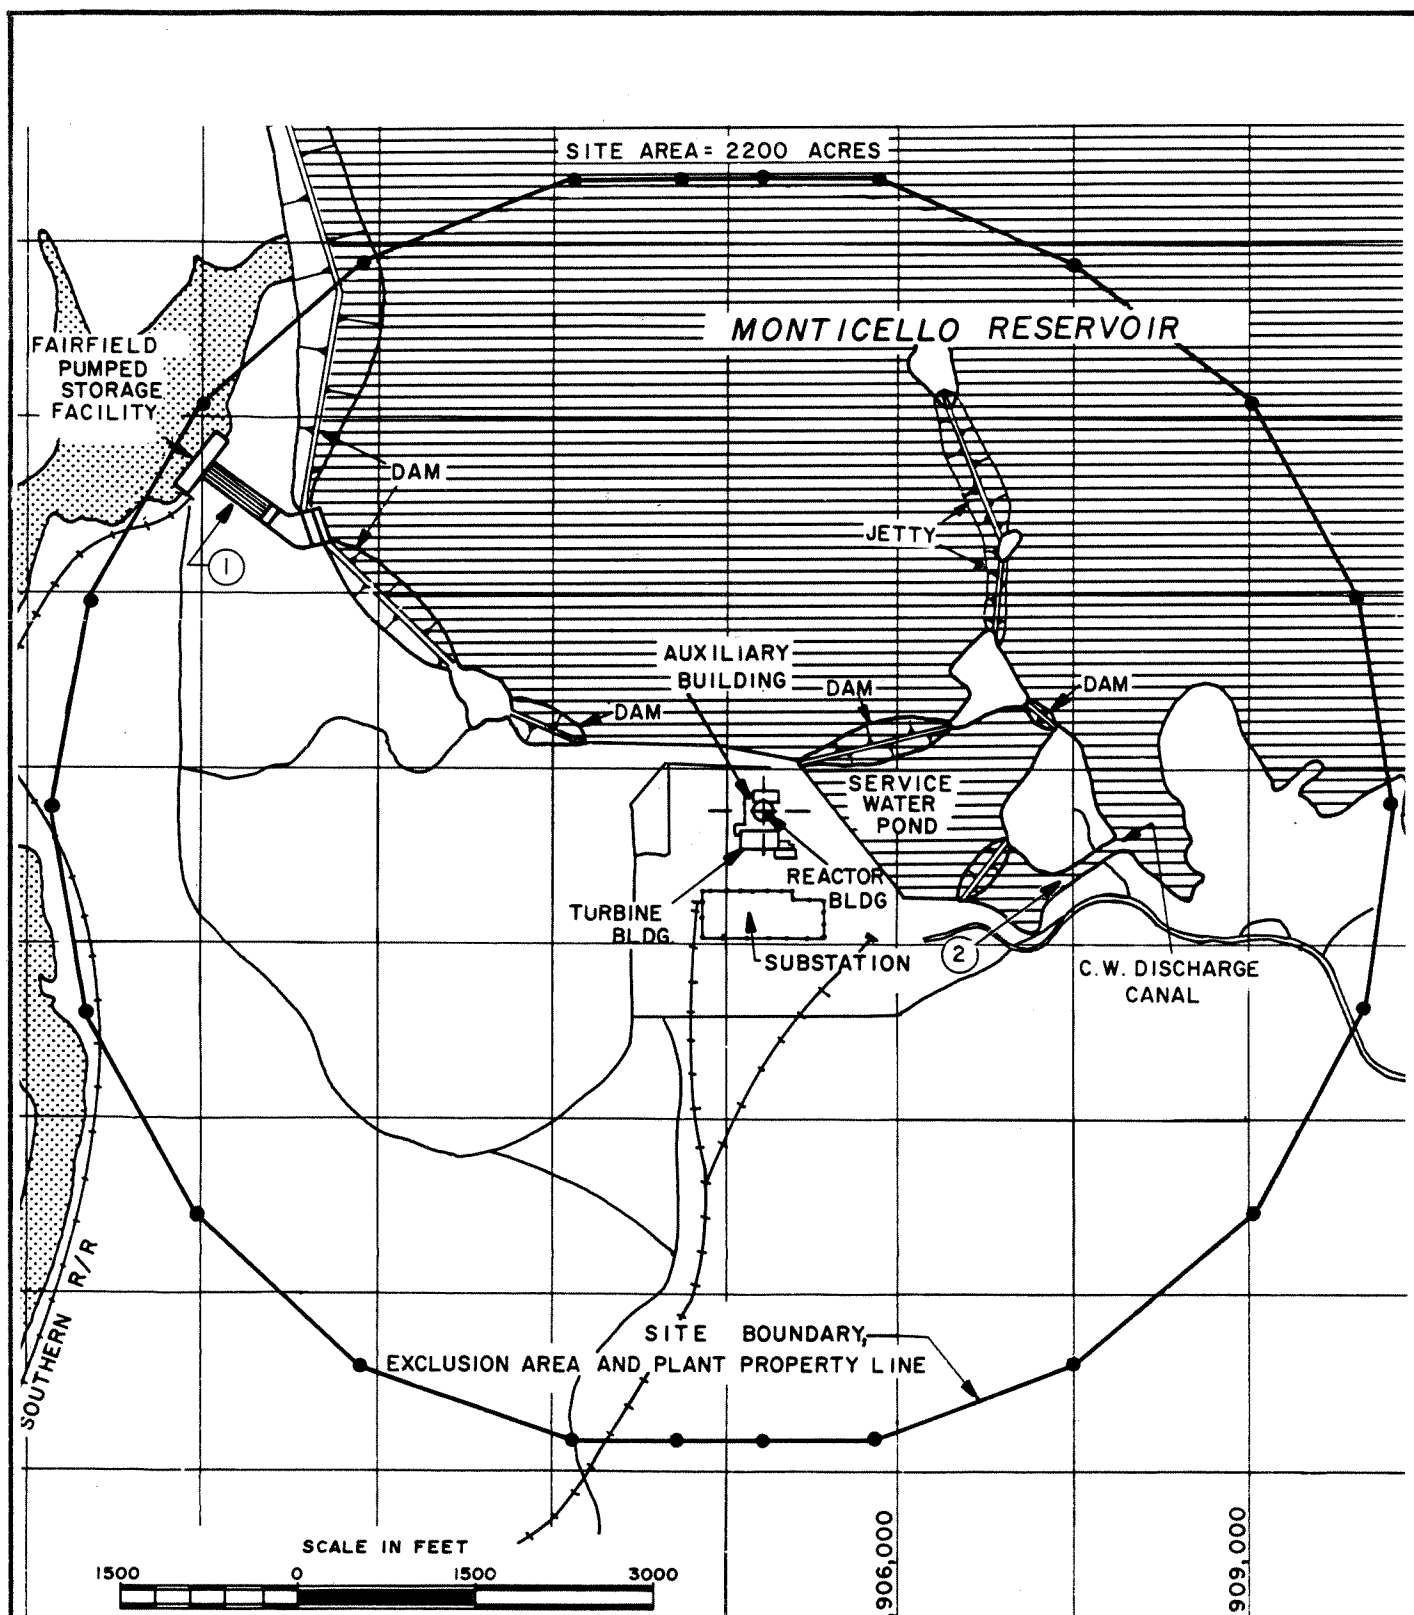 SITE AREA = 2200 ACRES
MONTICELLO RESERVOIR
FAIRFIELD
PUMPED
STORAGE
FACILITY
DAM
JETTY
1
AUXILIARY
BUILDING
DAM
DAM
DAM
SERVICE
WATER
POND
REACTOR
BLDG
TURBINE
BLDG.
SUBSTATION
2
C.W. DISCHARGE
CANAL
SOUTHERN R/R
SITE BOUNDARY,
EXCLUSION AREA AND PLANT PROPERTY LINE
SCALE IN FEET
1500 0 1500 3000
906,000
909,000